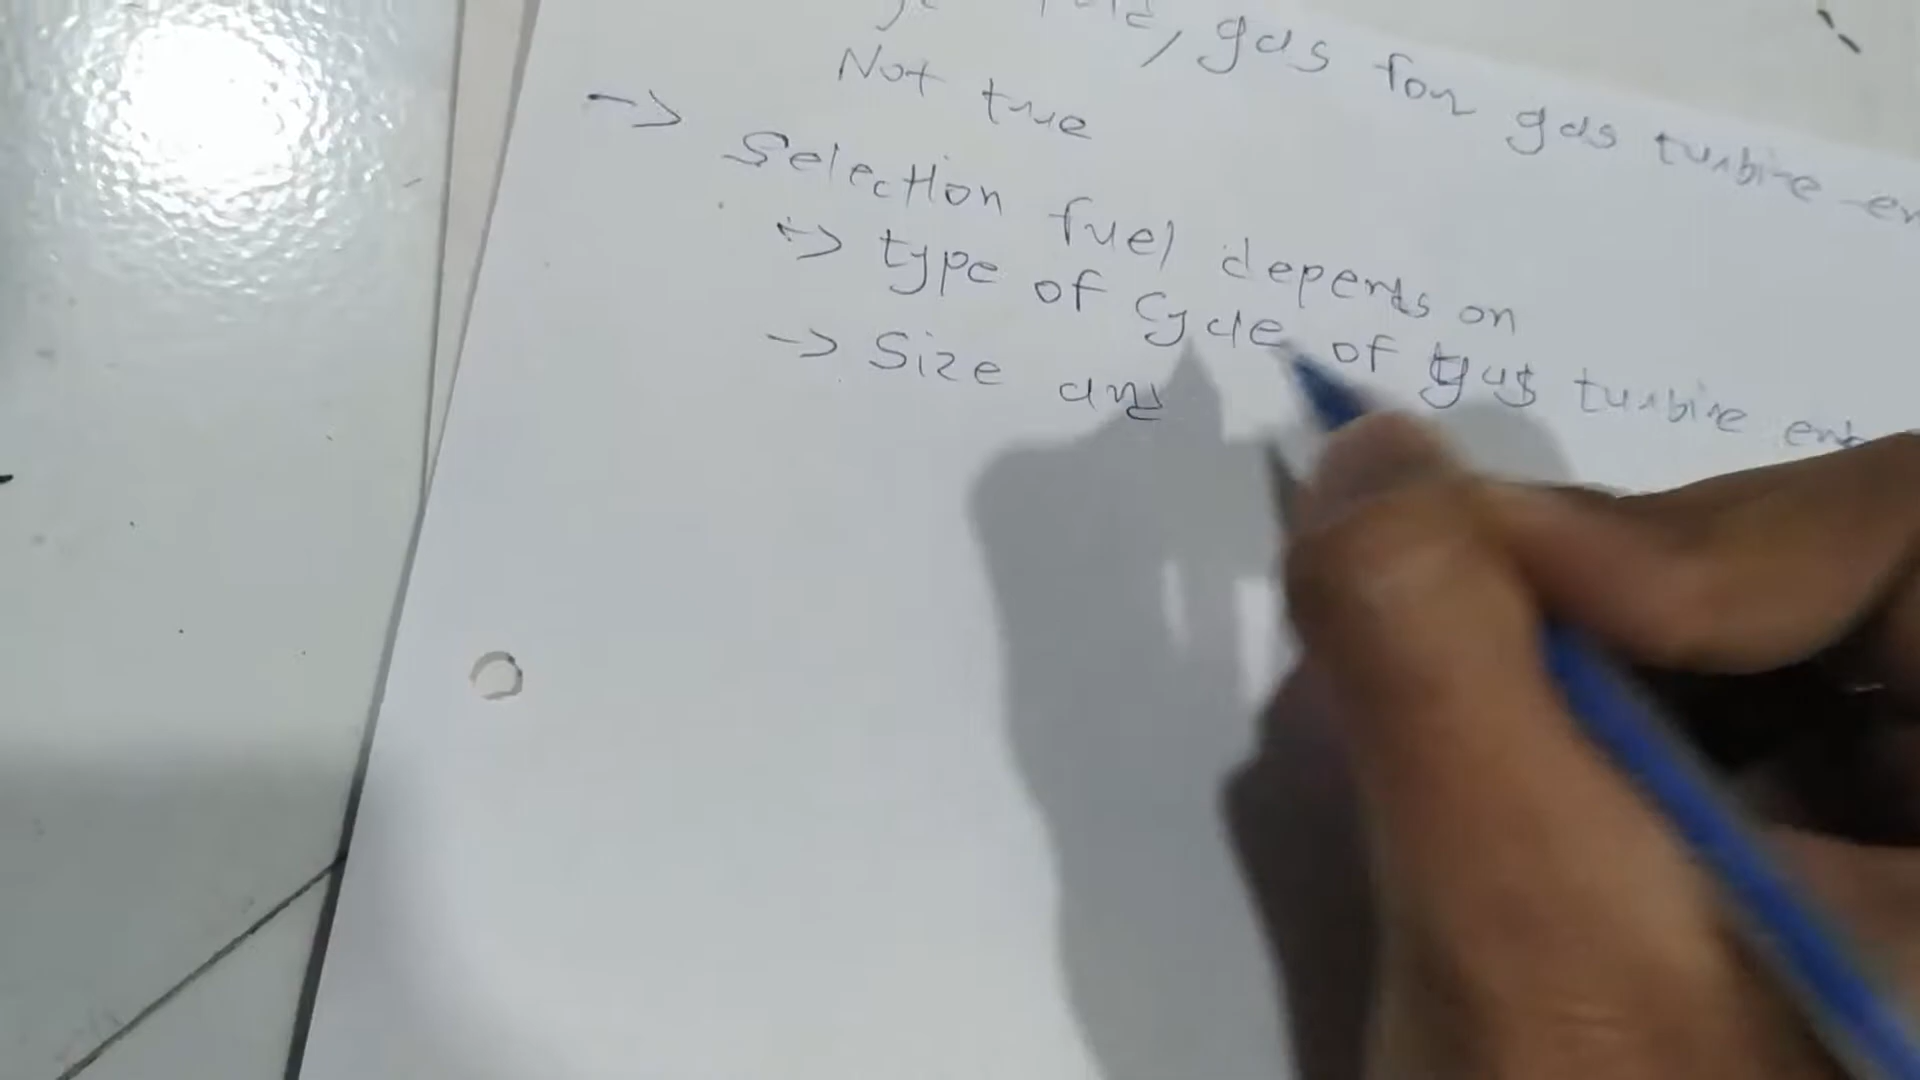 gas for gas turbine
Not true
-> Selection fuel depends on
-> type of cycle of gas turbine
-> Size and